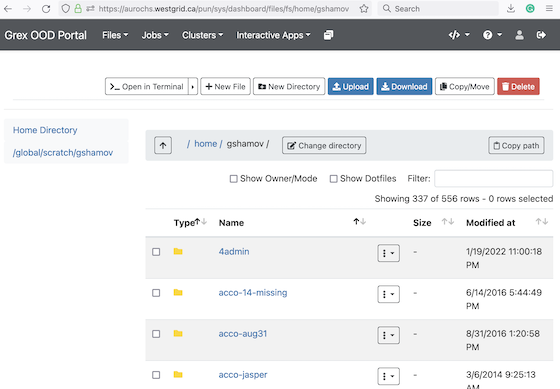 https://aurochs.westgrid.ca/pun/sys/dashboard/files/fs/home/gshamov
Search
Grex OOD Portal Files Jobs Clusters Interactive Apps
Open in Terminal New File New Directory Upload Download Copy/Move Delete
Home Directory
/global/scratch/gshamov
/ home / gshamov / Change directory Copy path
Show Owner/Mode Show Dotfiles Filter:
Showing 337 of 556 rows - 0 rows selected
Type Name Size Modified at
4admin - 1/19/2022 11:00:18 PM
acco-14-missing - 6/14/2016 5:44:49 PM
acco-aug31 - 8/31/2016 1:20:58 PM
acco-jasper - 3/6/2014 9:25:13 AM